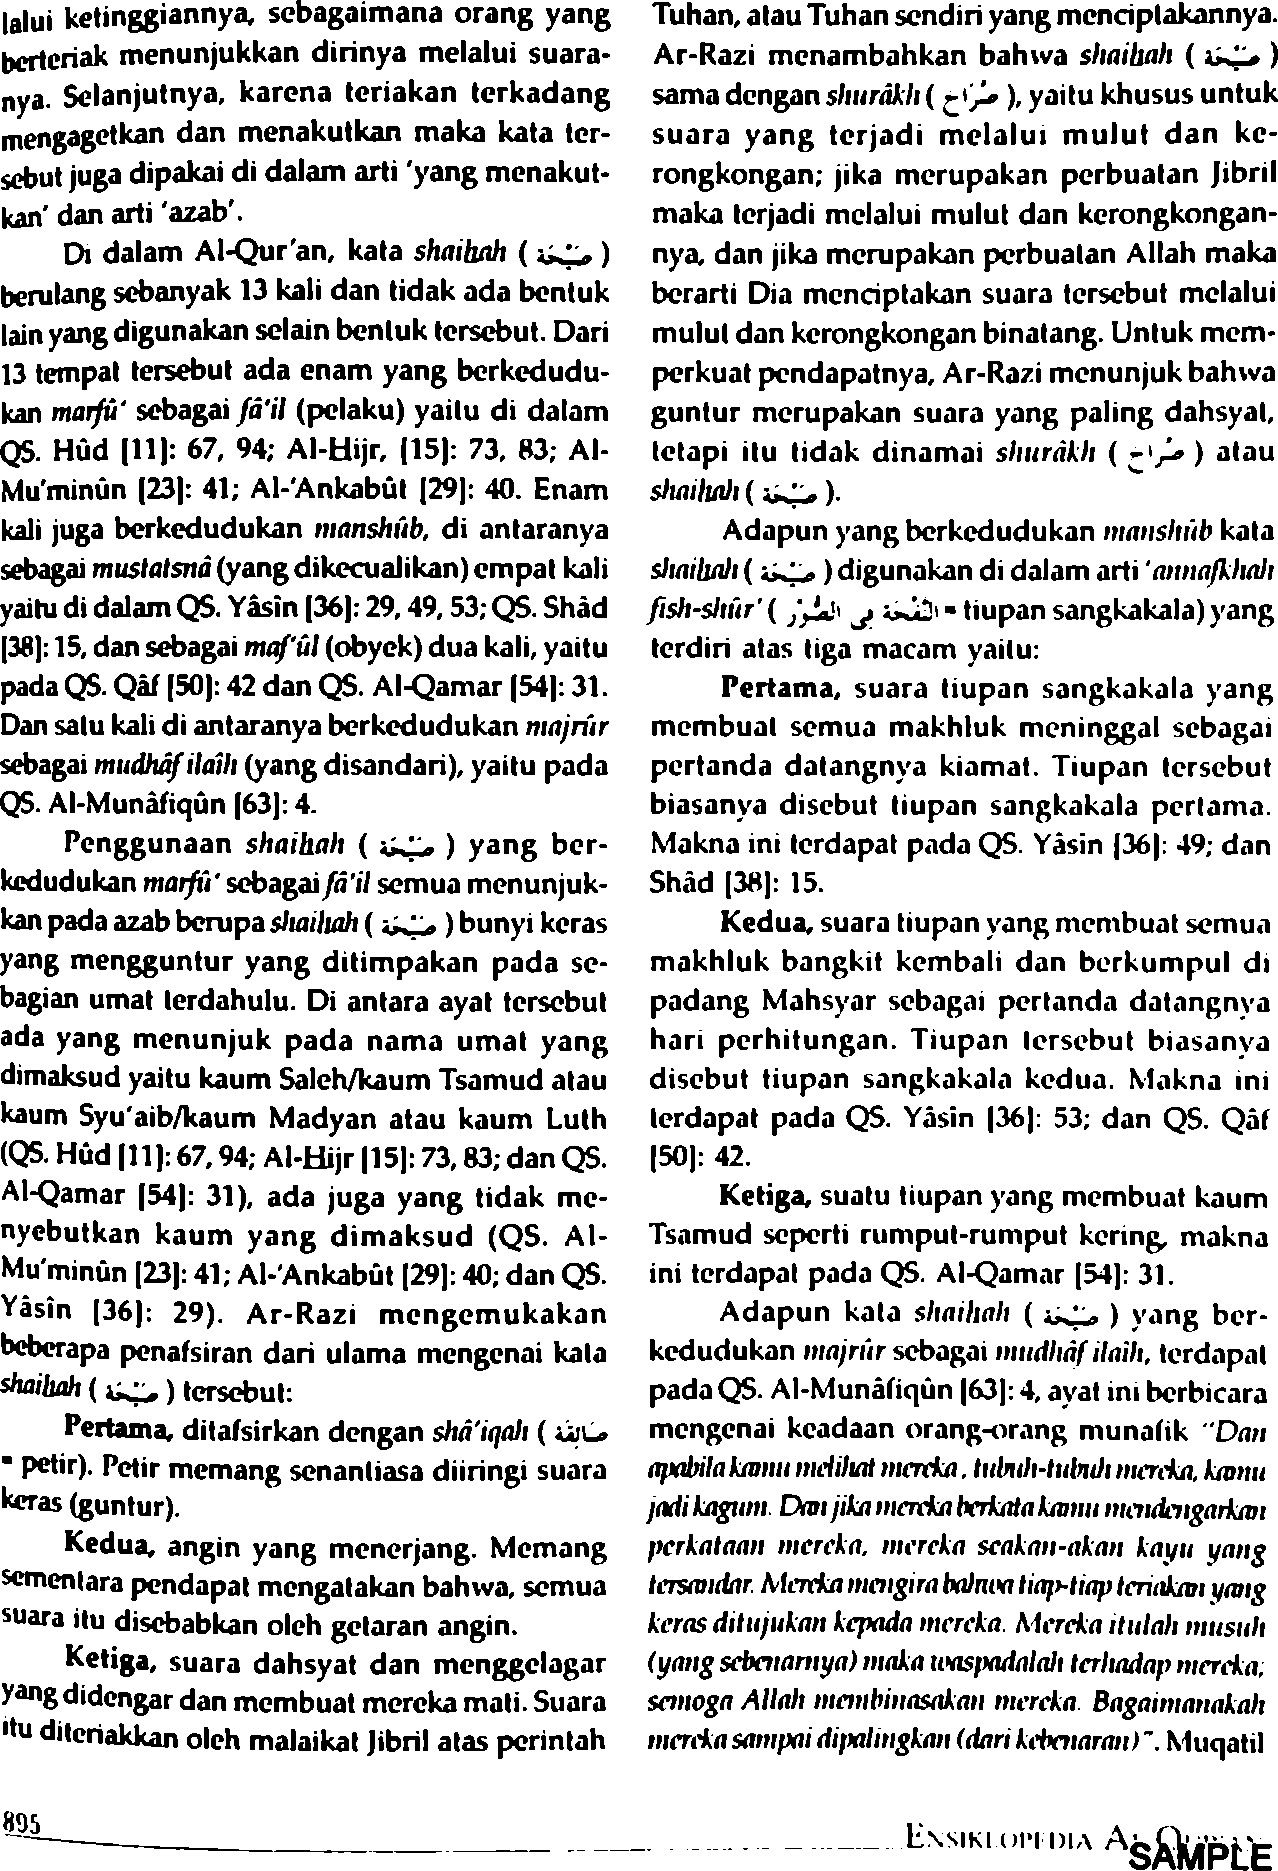 lalui ketinggiannya, sebagaimana orang yang
berteriak menunjukkan dirinya melalui suara-
nya. Selanjutnya, karena teriakan terkadang
mengagetkan dan menakutkan maka kata ter-
sebut juga dipakai di dalam arti 'yang menakut-
kan' dan arti 'azab'.
Di dalam Al-Qur'an, kata shaihah ( صَيْحَة )
berulang sebanyak 13 kali dan tidak ada bentuk
lain yang digunakan selain bentuk tersebut. Dari
13 tempat tersebut ada enam yang berkedudu-
kan marfû' sebagai fâ'il (pelaku) yaitu di dalam
QS. Hûd [11]: 67, 94; Al-Hijr, [15]: 73, 83; Al-
Mu'minûn [23]: 41; Al-'Ankabût [29]: 40. Enam
kali juga berkedudukan manshûb, di antaranya
sebagai mustatsnâ (yang dikecualikan) empat kali
yaitu di dalam QS. Yâsîn [36]: 29, 49, 53; QS. Shâd
[38]: 15, dan sebagai maf'ûl (obyek) dua kali, yaitu
pada QS. Qâf [50]: 42 dan QS. Al-Qamar [54]: 31.
Dan satu kali di antaranya berkedudukan majrûr
sebagai mudhâf ilaîh (yang disandari), yaitu pada
QS. Al-Munâfiqûn [63]: 4.
Penggunaan shaihah ( صَيْحَة ) yang ber-
kedudukan marfû' sebagai fâ'il semua menunjuk-
kan pada azab berupa shaihah ( صَيْحَة ) bunyi keras
yang mengguntur yang ditimpakan pada se-
bagian umat terdahulu. Di antara ayat tersebut
ada yang menunjuk pada nama umat yang
dimaksud yaitu kaum Saleh/kaum Tsamud atau
kaum Syu'aib/kaum Madyan atau kaum Luth
(QS. Hûd [11]: 67, 94; Al-Hijr [15]: 73, 83; dan QS.
Al-Qamar [54]: 31), ada juga yang tidak me-
nyebutkan kaum yang dimaksud (QS. Al-
Mu'minûn [23]: 41; Al-'Ankabût [29]: 40; dan QS.
Yâsîn [36]: 29). Ar-Razi mengemukakan
beberapa penafsiran dari ulama mengenai kata
shaihah ( صَيْحَة ) tersebut:
Pertama, ditafsirkan dengan shâ'iqah ( صَاعِقَة
= petir). Petir memang senantiasa diiringi suara
keras (guntur).
Kedua, angin yang menerjang. Memang
sementara pendapat mengatakan bahwa, semua
suara itu disebabkan oleh getaran angin.
Ketiga, suara dahsyat dan menggelagar
yang didengar dan membuat mereka mati. Suara
itu diteriakkan oleh malaikat Jibril atas perintah
Tuhan, atau Tuhan sendiri yang menciptakannya.
Ar-Razi menambahkan bahwa shaihah ( صَيْحَة )
sama dengan shurâkh ( صُرَاخ ), yaitu khusus untuk
suara yang terjadi melalui mulut dan ke-
rongkongan; jika merupakan perbuatan Jibril
maka terjadi melalui mulut dan kerongkongan-
nya, dan jika merupakan perbuatan Allah maka
berarti Dia menciptakan suara tersebut melalui
mulut dan kerongkongan binatang. Untuk mem-
perkuat pendapatnya, Ar-Razi menunjuk bahwa
guntur merupakan suara yang paling dahsyat,
tetapi itu tidak dinamai shurâkh ( صُرَاخ ) atau
shaihah ( صَيْحَة ).
Adapun yang berkedudukan manshûb kata
shaihah ( صَيْحَة ) digunakan di dalam arti 'annafkhah
fish-shûr' ( النَّفْخَة فِى الصُّوْر = tiupan sangkakala) yang
terdiri atas tiga macam yaitu:
Pertama, suara tiupan sangkakala yang
membuat semua makhluk meninggal sebagai
pertanda datangnya kiamat. Tiupan tersebut
biasanya disebut tiupan sangkakala pertama.
Makna ini terdapat pada QS. Yâsin [36]: 49; dan
Shâd [38]: 15.
Kedua, suara tiupan yang membuat semua
makhluk bangkit kembali dan berkumpul di
padang Mahsyar sebagai pertanda datangnya
hari perhitungan. Tiupan tersebut biasanya
disebut tiupan sangkakala kedua. Makna ini
terdapat pada QS. Yâsin [36]: 53; dan QS. Qâf
[50]: 42.
Ketiga, suatu tiupan yang membuat kaum
Tsamud seperti rumput-rumput kering, makna
ini terdapat pada QS. Al-Qamar [54]: 31.
Adapun kata shaihah ( صَيْحَة ) yang ber-
kedudukan majrûr sebagai mudhâf ilaih, terdapat
pada QS. Al-Munâfiqûn [63]: 4, ayat ini berbicara
mengenai keadaan orang-orang munafik "Dan
apabila kamu melihat mereka, tubuh-tubuh mereka, kamu
jadi kagum. Dan jika mereka berkata kamu mendengarkan
perkataan mereka, mereka seakan-akan kayu yang
tersandar. Mereka mengira bahwa tiap-tiap teriakan yang
keras ditujukan kepada mereka. Mereka itulah musuh
(yang sebenarnya) maka waspadalah terhadap mereka;
semoga Allah membinasakan mereka. Bagaimanakah
mereka sampai dipalingkan (dari kebenaran)". Muqatil
895
ENSIKLOPEDIA
SAMPLE